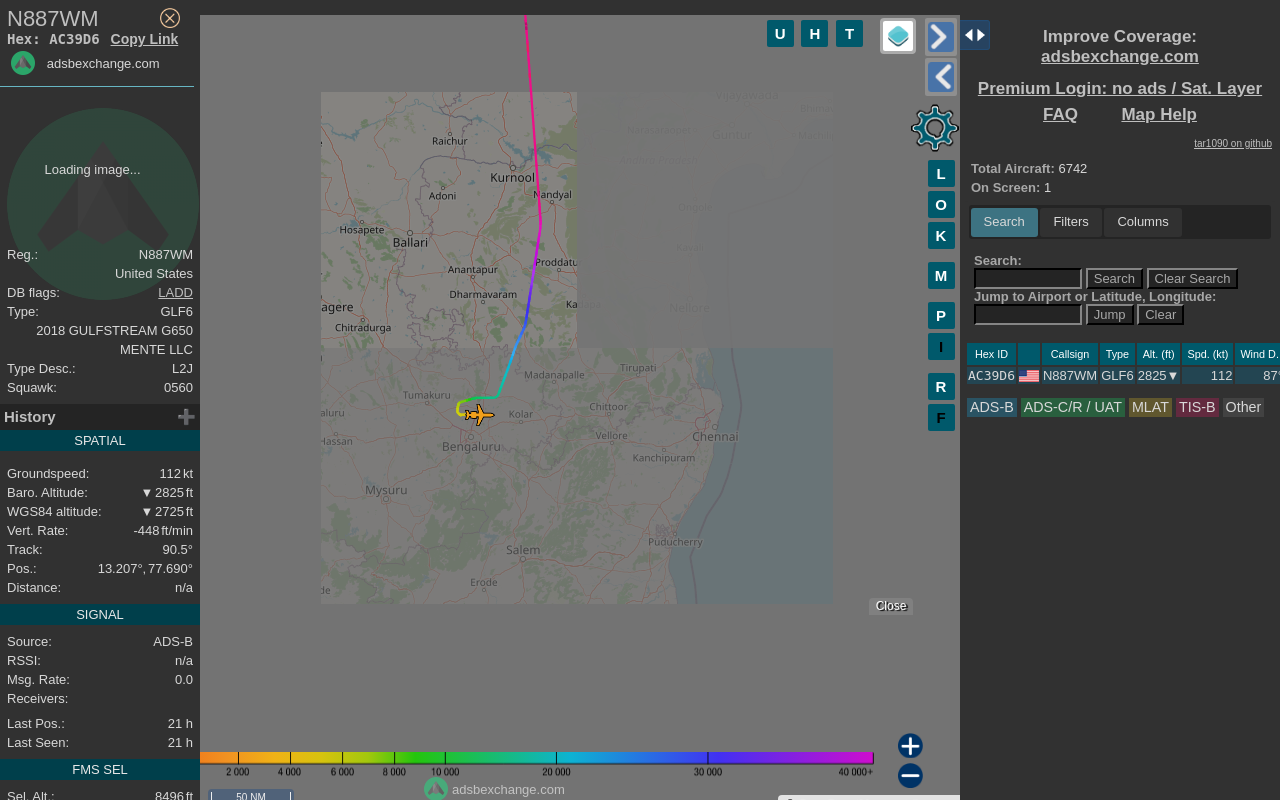 N887WM
Hex: AC39D6 Copy Link
adsbexchange.com
Loading image...
Reg.: N887WM
United States
DB flags: LADD
Type: GLF6
2018 GULFSTREAM G650
MENTE LLC
Type Desc.: L2J
Squawk: 0560
History
SPATIAL
Groundspeed: 112 kt
Baro. Altitude: ▼ 2825 ft
WGS84 altitude: ▼ 2725 ft
Vert. Rate: -448 ft/min
Track: 90.5°
Pos.: 13.207°, 77.690°
Distance: n/a
SIGNAL
Source: ADS-B
RSSI: n/a
Msg. Rate: 0.0
Receivers:
Last Pos.: 21 h
Last Seen: 21 h
FMS SEL
Sel. Alt.: 8496 ft
U H T
L
O
K
M
P
I
R
F
Vijayawada
Guntur
Raichur
Kurnool
Adoni
Nandyal
Hosapete
Ballari
Anantapur
Proddatu
Dharmavaram
Ka
Nellore
agere
Chitradurga
Madanapalle
Tirupati
Tumakuru
aluru
Kolar
Chittoor
Hassan
Bengaluru
Vellore
Chennai
Kanchipuram
Mysuru
Puducherry
Salem
Erode
de
Close
2 000 4 000 6 000 8 000 10 000 20 000 30 000 40 000+
adsbexchange.com
50 NM
Improve Coverage:
adsbexchange.com
Premium Login: no ads / Sat. Layer
FAQ Map Help
tar1090 on github
Total Aircraft: 6742
On Screen: 1
Search Filters Columns
Search:
Search Clear Search
Jump to Airport or Latitude, Longitude:
Jump Clear
Hex ID Callsign Type Alt. (ft) Spd. (kt) Wind D.
AC39D6 N887WM GLF6 2825▼ 112 87°
ADS-B ADS-C/R / UAT MLAT TIS-B Other